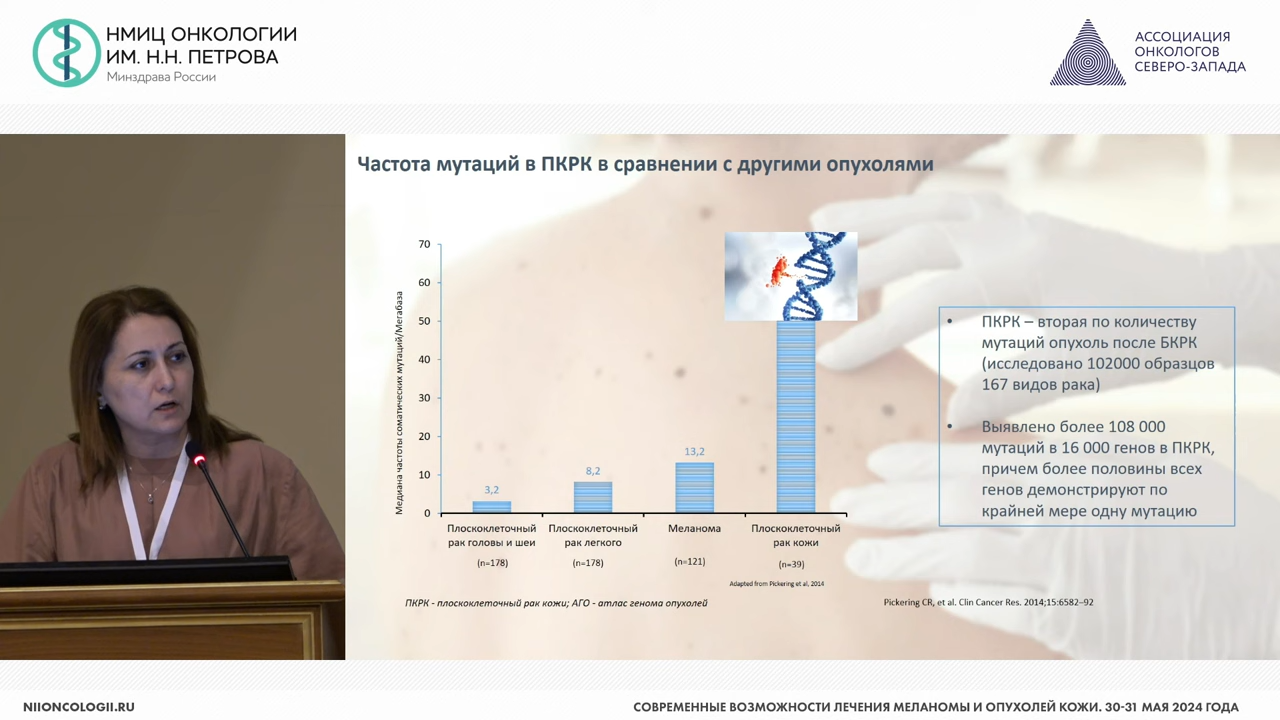 НМИЦ ОНКОЛОГИИ
ИМ. Н.Н. ПЕТРОВА
Минздрава России
АССОЦИАЦИЯ
ОНКОЛОГОВ
СЕВЕРО-ЗАПАДА
Частота мутаций в ПКРК в сравнении с другими опухолями
Медиана частоты соматических мутаций/Мегабаза
70
60
50
40
30
20
10
0
3,2
8,2
13,2
Плоскоклеточный
рак головы и шеи
(n=178)
Плоскоклеточный
рак легкого
(n=178)
Меланома
(n=121)
Плоскоклеточный
рак кожи
(n=39)
Adapted from Pickering et al, 2014
• ПКРК – вторая по количеству
мутаций опухоль после БКРК
(исследовано 102000 образцов
167 видов рака)
• Выявлено более 108 000
мутаций в 16 000 генов в ПКРК,
причем более половины всех
генов демонстрируют по
крайней мере одну мутацию
ПКРК - плоскоклеточный рак кожи; АГО - атлас генома опухолей
Pickering CR, et al. Clin Cancer Res. 2014;15:6582–92
NIIONCOLOGII.RU
СОВРЕМЕННЫЕ ВОЗМОЖНОСТИ ЛЕЧЕНИЯ МЕЛАНОМЫ И ОПУХОЛЕЙ КОЖИ. 30-31 МАЯ 2024 ГОДА